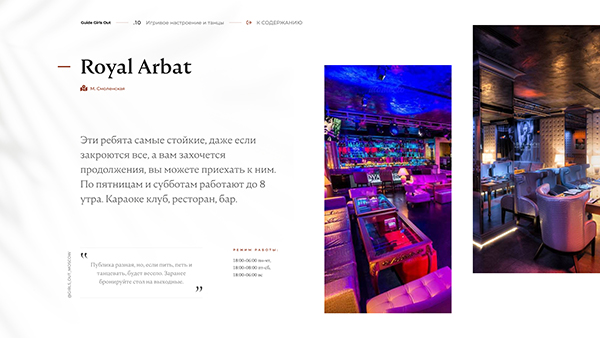 Guide Girls Out
.10 Игривое настроение и танцы
К СОДЕРЖАНИЮ
Royal Arbat
М. Смоленская
Эти ребята самые стойкие, даже если
закроются все, а вам захочется
продолжения, вы можете приехать к ним.
По пятницам и субботам работают до 8
утра. Караоке клуб, ресторан, бар.
@GIRLS_OUT_MOSCOW
“
Публика разная, но, если пить, петь и
танцевать, будет весело. Заранее
бронируйте стол на выходные.
”
РЕЖИМ РАБОТЫ:
18:00-06:00 пн-чт,
18:00-08:00 пт-сб,
18:00-06:00 вс